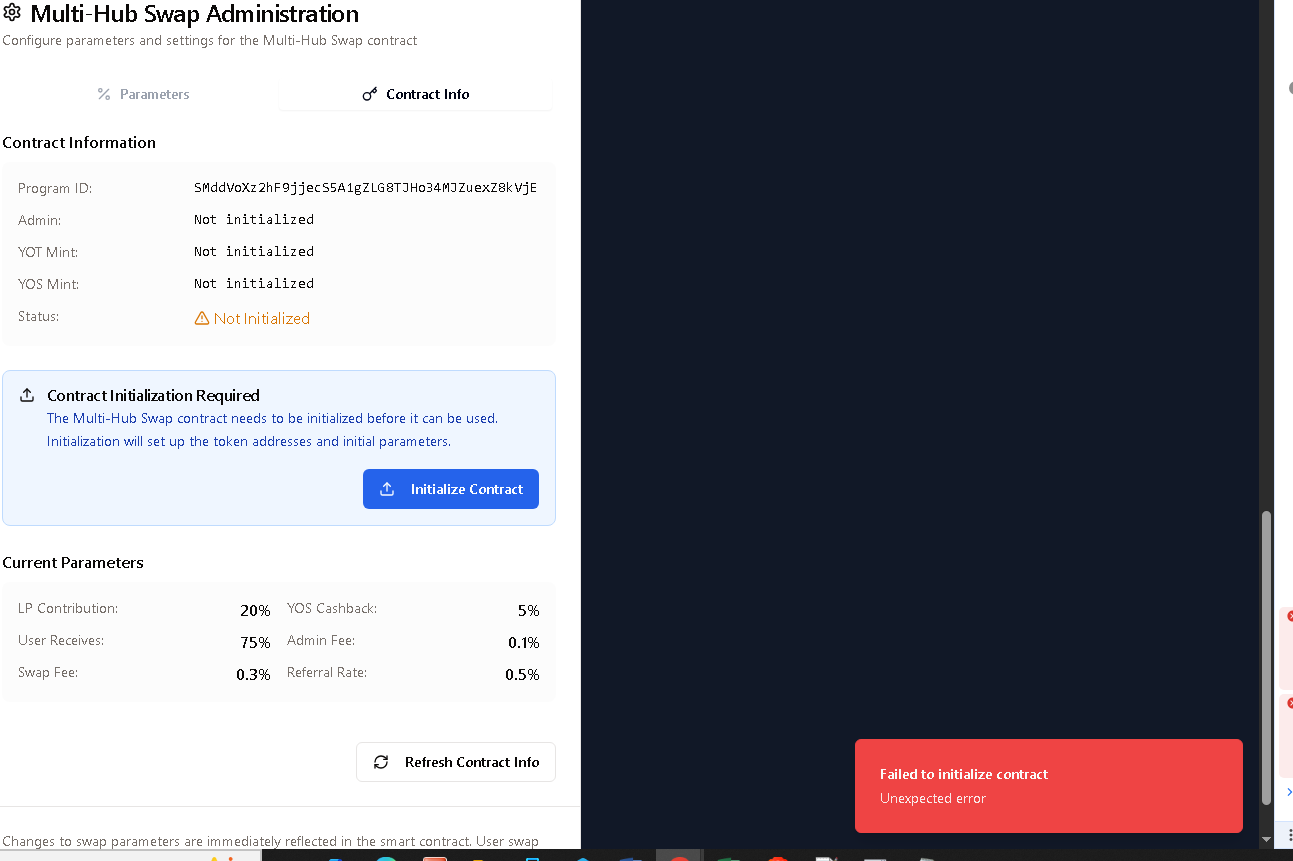 Multi-Hub Swap Administration
Configure parameters and settings for the Multi-Hub Swap contract
Parameters
Contract Info
Contract Information
Program ID: SMddVoXz2hF9jjecS5A1gZLG8TJHo34MJZuexZ8kVjE
Admin: Not initialized
YOT Mint: Not initialized
YOS Mint: Not initialized
Status: Not Initialized
Contract Initialization Required
The Multi-Hub Swap contract needs to be initialized before it can be used.
Initialization will set up the token addresses and initial parameters.
Initialize Contract
Current Parameters
LP Contribution: 20% YOS Cashback: 5%
User Receives: 75% Admin Fee: 0.1%
Swap Fee: 0.3% Referral Rate: 0.5%
Refresh Contract Info
Failed to initialize contract
Unexpected error
Changes to swap parameters are immediately reflected in the smart contract. User swap